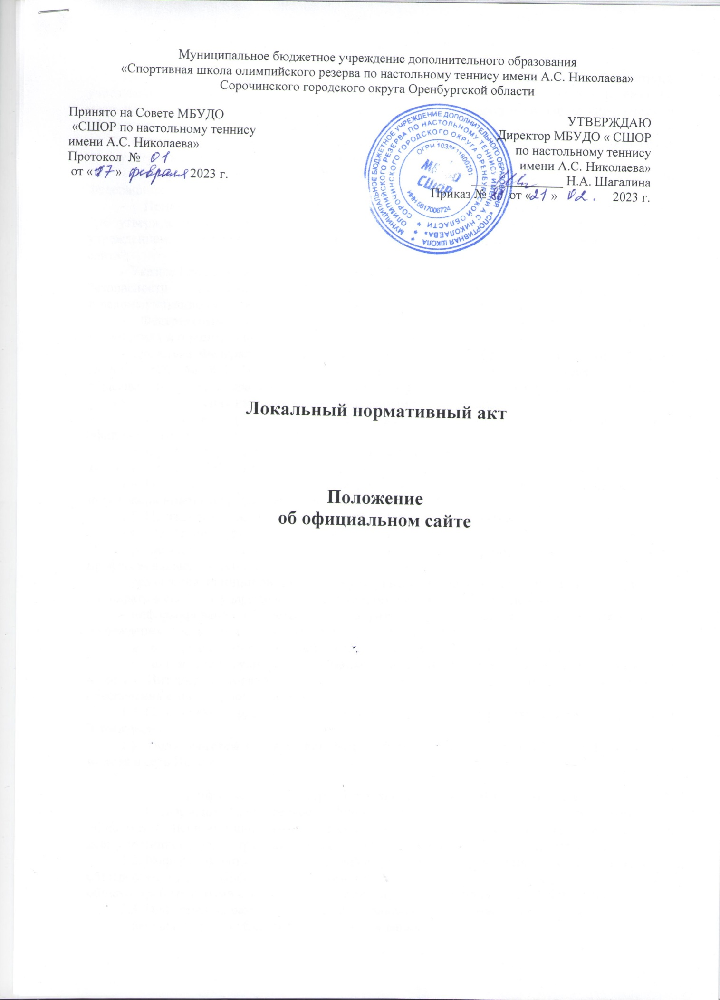 Муниципальное бюджетное учреждение дополнительного образования
«Спортивная школа олимпийского резерва по настольному теннису имени А.С. Николаева»
Сорочинского городского округа Оренбургской области
Принято на Совете МБУДО
«СШОР по настольному теннису
имени А.С. Николаева»
Протокол № 01
от «17» февраля 2023 г.
УТВЕРЖДАЮ
Директор МБУДО « СШОР
по настольному теннису
имени А.С. Николаева»
Н.А. Шагалина
Приказ № от «21» 02. 2023 г.
МУНИЦИПАЛЬНОЕ БЮДЖЕТНОЕ УЧРЕЖДЕНИЕ ДОПОЛНИТЕЛЬНОГО ОБРАЗОВАНИЯ «СПОРТИВНАЯ ШКОЛА
ОЛИМПИЙСКОГО РЕЗЕРВА ПО НАСТОЛЬНОМУ ТЕННИСУ ИМЕНИ А С НИКОЛАЕВА»
СОРОЧИНСКОГО ГОРОДСКОГО ОКРУГА ОРЕНБУРГСКОЙ ОБЛАСТИ
ОГРН
МБУДО
СШОР
ИНН 5617006724
Локальный нормативный акт
Положение
об официальном сайте